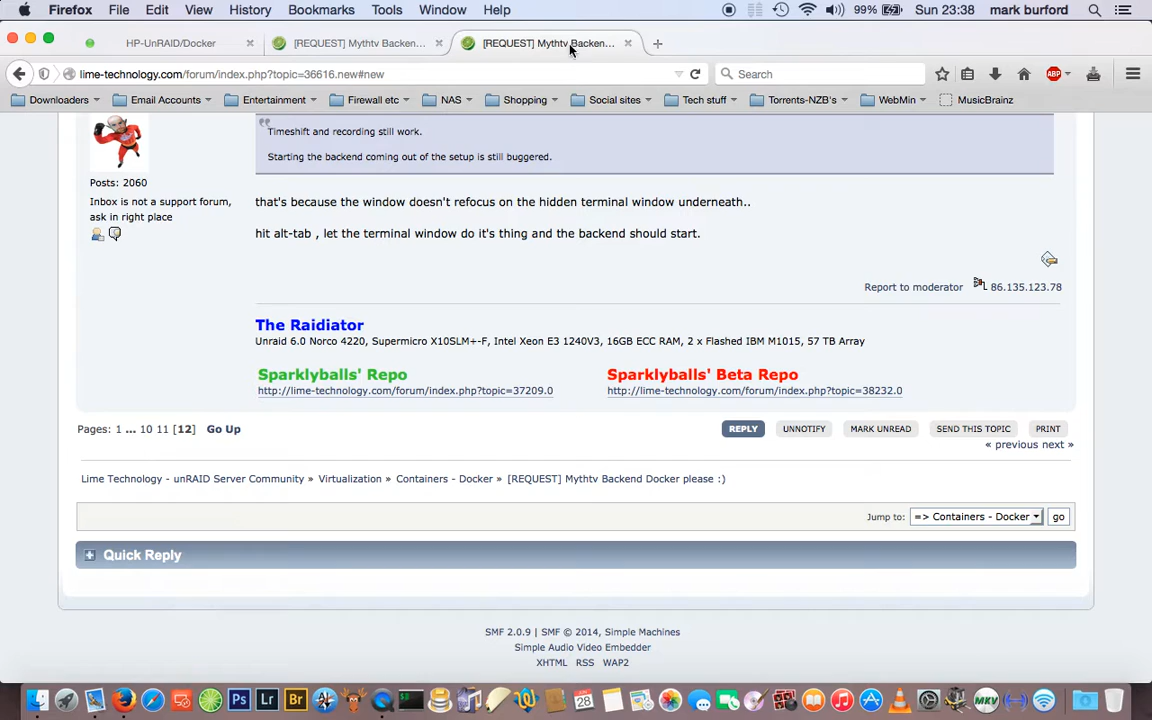 Firefox File Edit View History Bookmarks Tools Window Help 99% Sun 23:38 mark burford
HP-UnRAID/Docker [REQUEST] Mythtv Backen... [REQUEST] Mythtv Backen...
lime-technology.com/forum/index.php?topic=36616.new#new Search ABP
Downloaders Email Accounts Entertainment Firewall etc NAS Shopping Social sites Tech stuff Torrents-NZB's WebMin MusicBrainz
Timeshift and recording still work.
Starting the backend coming out of the setup is still buggered.
Posts: 2060
Inbox is not a support forum,
ask in right place
that's because the window doesn't refocus on the hidden terminal window underneath..
hit alt-tab , let the terminal window do it's thing and the backend should start.
Report to moderator 86.135.123.78
The Raidiator
Unraid 6.0 Norco 4220, Supermicro X10SLM+-F, Intel Xeon E3 1240V3, 16GB ECC RAM, 2 x Flashed IBM M1015, 57 TB Array
Sparklyballs' Repo Sparklyballs' Beta Repo
http://lime-technology.com/forum/index.php?topic=37209.0 http://lime-technology.com/forum/index.php?topic=38232.0
Pages: 1 ... 10 11 [12] Go Up REPLY UNNOTIFY MARK UNREAD SEND THIS TOPIC PRINT
« previous next »
Lime Technology - unRAID Server Community » Virtualization » Containers - Docker » [REQUEST] Mythtv Backend Docker please :)
Jump to: => Containers - Docker go
Quick Reply
SMF 2.0.9 | SMF © 2014, Simple Machines
Simple Audio Video Embedder
XHTML RSS WAP2
Ps Lr Br 28 MKV